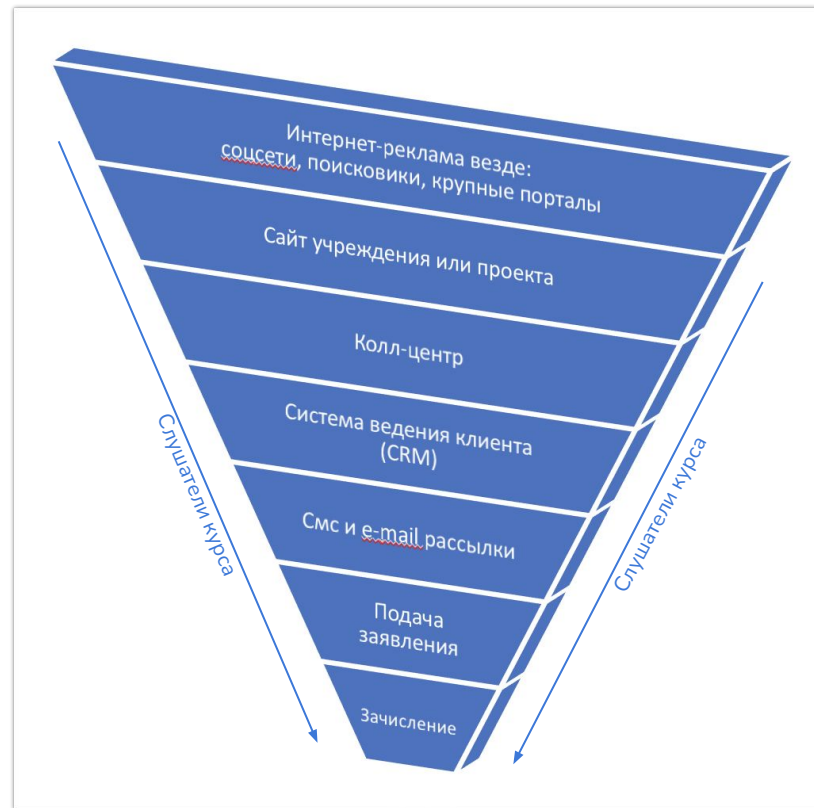 Интернет-реклама везде:
соцсети, поисковики, крупные порталы
Сайт учреждения или проекта
Колл-центр
Система ведения клиента
(CRM)
Смс и e-mail рассылки
Подача
заявления
Зачисление
Слушатели курса
Слушатели курса